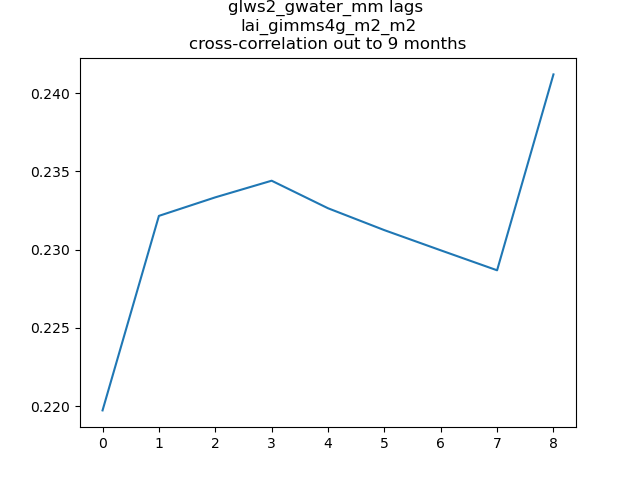 glws2_gwater_mm lags
lai_gimms4g_m2_m2
cross-correlation out to 9 months
0.240
0.235
0.230
0.225
0.220
0 1 2 3 4 5 6 7 8